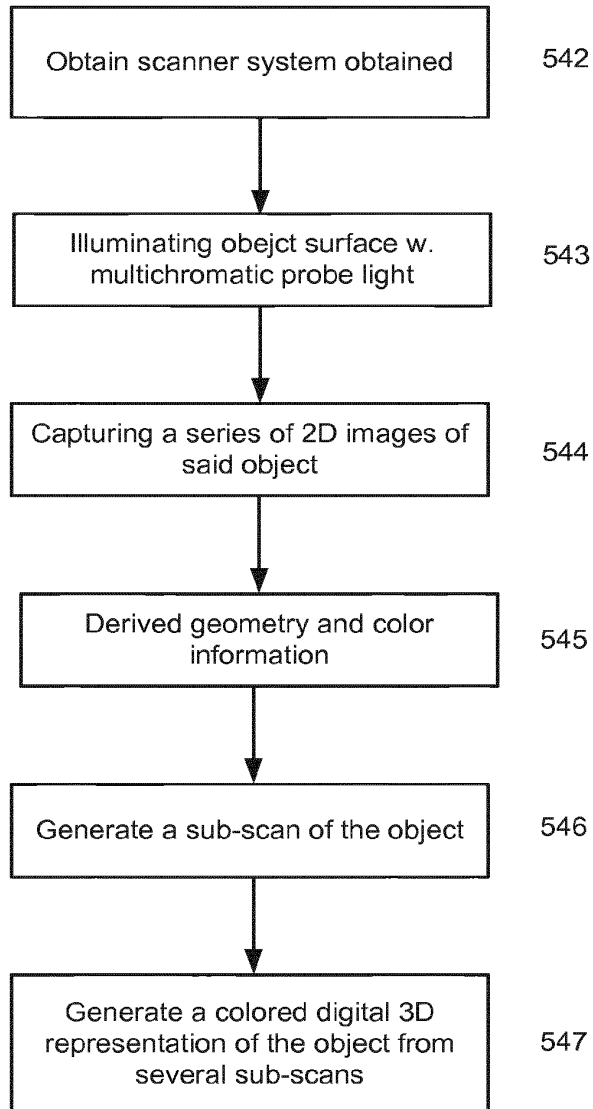 Obtain scanner system obtained
542
Illuminating obejct surface w.
multichromatic probe light
543
Capturing a series of 2D images of
said object
544
Derived geometry and color
information
545
Generate a sub-scan of the object
546
Generate a colored digital 3D
representation of the object from
several sub-scans
547